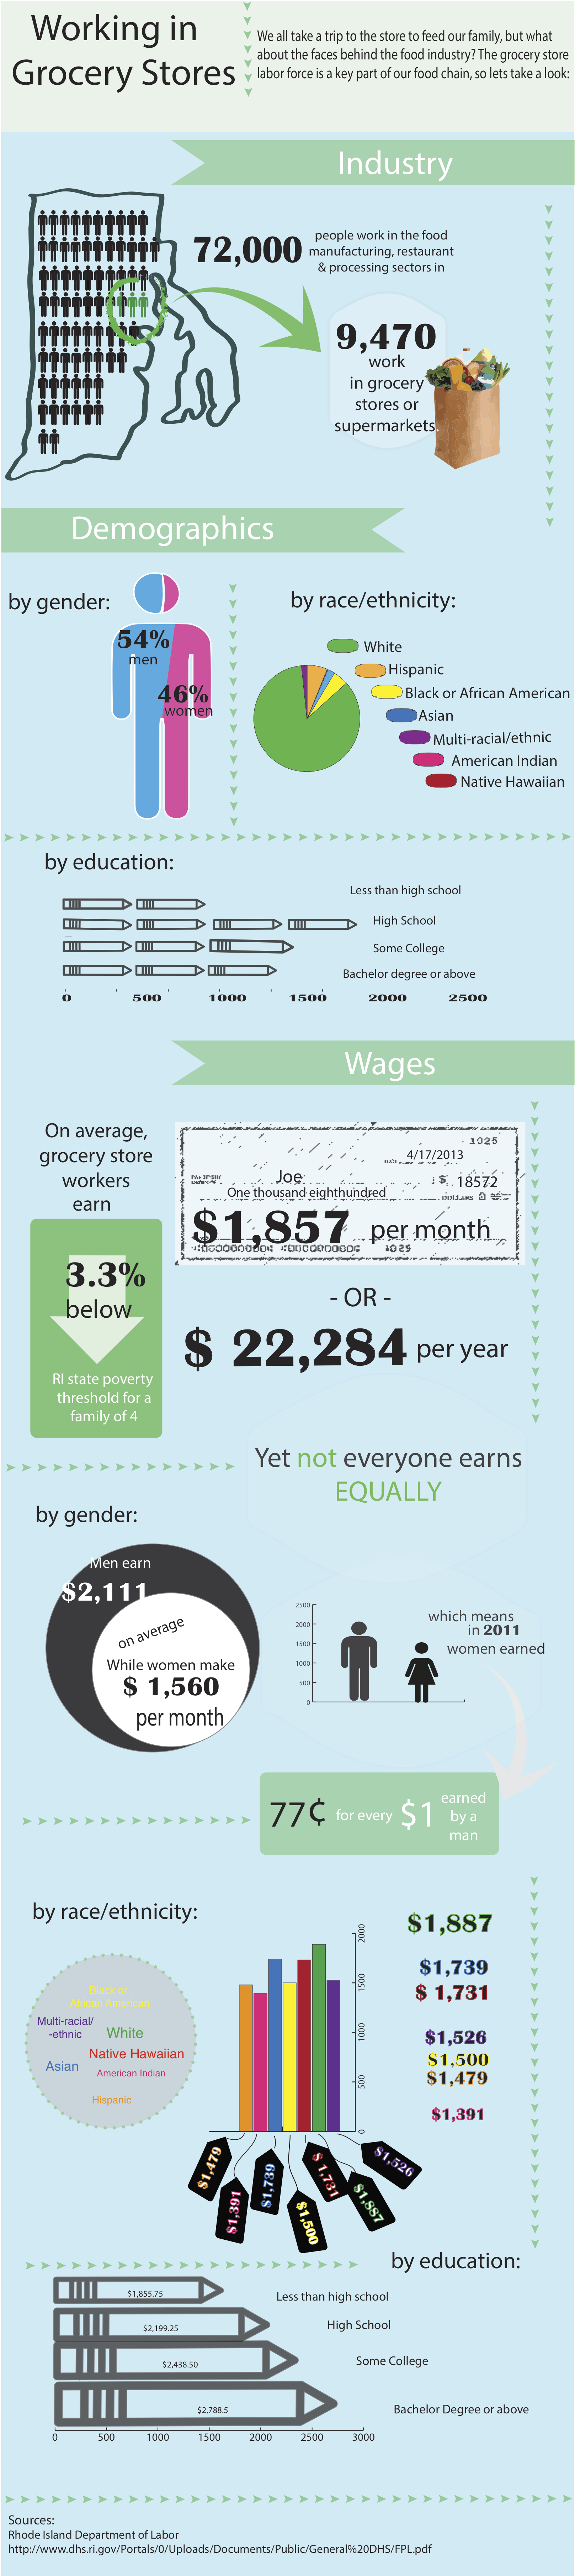 Working in
Grocery Stores
We all take a trip to the store to feed our family, but what
about the faces behind the food industry? The grocery store
labor force is a key part of our food chain, so lets take a look:
Industry
72,000
people work in the food
manufacturing, restaurant
& processing sectors in
9,470
work
in grocery
stores or
supermarkets.
Demographics
by gender:
54%
men
46%
women
by race/ethnicity:
White
Hispanic
Black or African American
Asian
Multi-racial/ethnic
American Indian
Native Hawaiian
by education:
Less than high school
High School
Some College
Bachelor degree or above
0 500 1000 1500 2000 2500
Wages
On average,
grocery store
workers
earn
3.3%
below
RI state poverty
threshold for a
family of 4
1025
4/17/2013
Joe
$ 18572
One thousand eighthundred
$1,857 per month
1025
- OR -
$ 22,284 per year
Yet not everyone earns
EQUALLY
by gender:
Men earn
$2,111
on average
While women make
$ 1,560
per month
2500
2000
1500
1000
500
0
which means
in 2011
women earned
77¢ for every $1
earned
by a
man
by race/ethnicity:
Black or
African American
Multi-racial/
-ethnic
White
Native Hawaiian
Asian
American Indian
Hispanic
2000
1500
1000
500
0
$1,887
$1,739
$ 1,731
$1,526
$1,500
$1,479
$1,391
$1,479
$1,391
$1,739
$1,500
$1,731
$1,887
$1,526
by education:
$1,855.75
Less than high school
$2,199.25
High School
$2,438.50
Some College
$2,788.5
Bachelor Degree or above
0 500 1000 1500 2000 2500 3000
Sources:
Rhode Island Department of Labor
http://www.dhs.ri.gov/Portals/0/Uploads/Documents/Public/General%20DHS/FPL.pdf